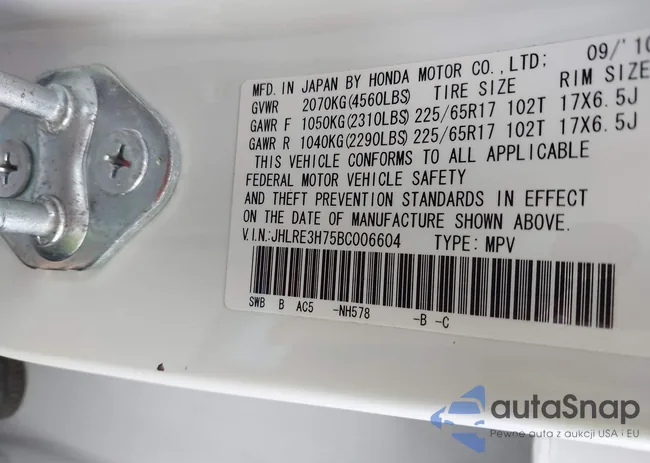 MFD. IN JAPAN BY HONDA MOTOR CO.,LTD; 09/'10
GVWR 2070KG(4560LBS) TIRE SIZE RIM SIZE
GAWR F 1050KG(2310LBS) 225/65R17 102T 17X6.5J
GAWR R 1040KG(2290LBS) 225/65R17 102T 17X6.5J
THIS VEHICLE CONFORMS TO ALL APPLICABLE
FEDERAL MOTOR VEHICLE SAFETY
AND THEFT PREVENTION STANDARDS IN EFFECT
ON THE DATE OF MANUFACTURE SHOWN ABOVE.
V.I.N:JHLRE3H75BC006604 TYPE: MPV
SWB B AC5 -NH578 -B -C
autaSnap
Pewne auta z aukcji USA i EU